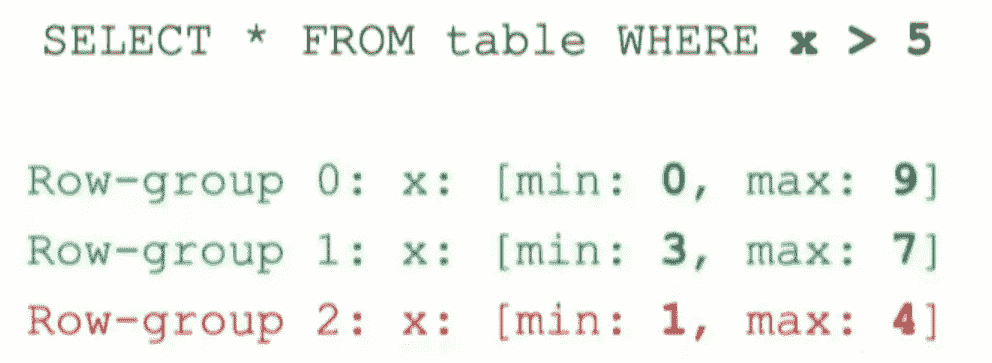 SELECT * FROM table WHERE x > 5
Row-group 0: x: [min: 0, max: 9]
Row-group 1: x: [min: 3, max: 7]
Row-group 2: x: [min: 1, max: 4]